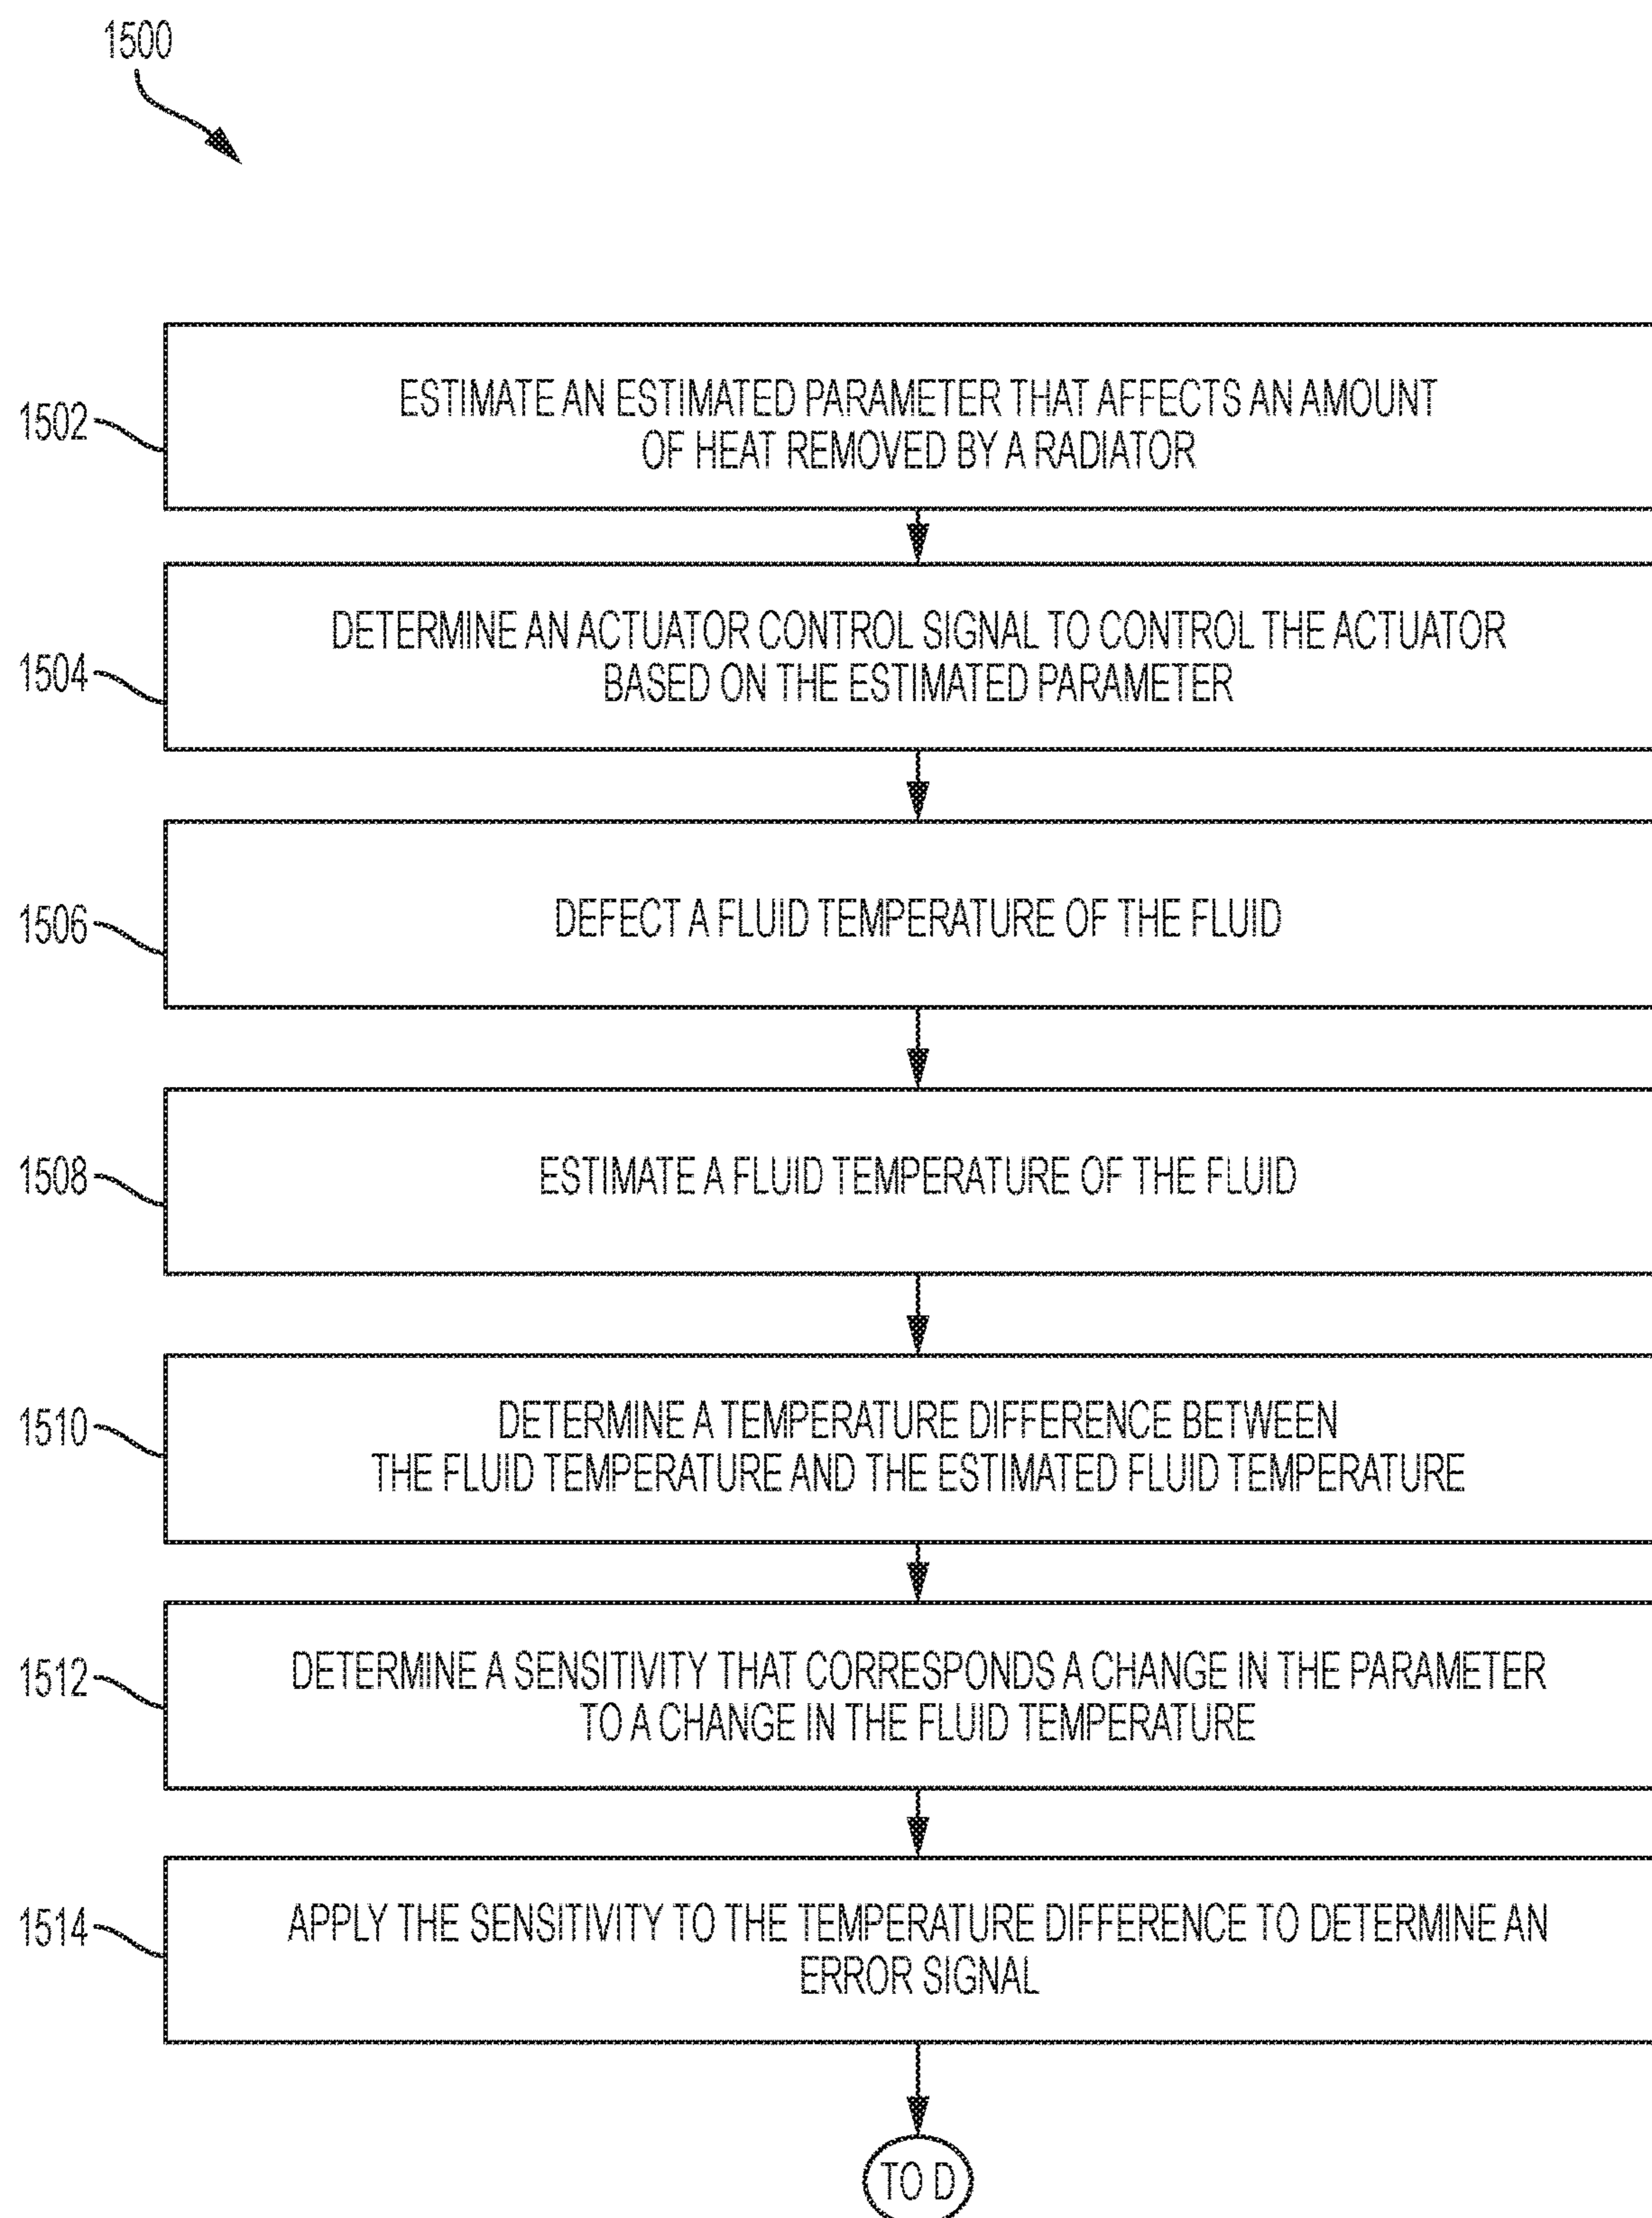 1500
1502
ESTIMATE AN ESTIMATED PARAMETER THAT AFFECTS AN AMOUNT
OF HEAT REMOVED BY A RADIATOR
1504
DETERMINE AN ACTUATOR CONTROL SIGNAL TO CONTROL THE ACTUATOR
BASED ON THE ESTIMATED PARAMETER
1506
DEFECT A FLUID TEMPERATURE OF THE FLUID
1508
ESTIMATE A FLUID TEMPERATURE OF THE FLUID
1510
DETERMINE A TEMPERATURE DIFFERENCE BETWEEN
THE FLUID TEMPERATURE AND THE ESTIMATED FLUID TEMPERATURE
1512
DETERMINE A SENSITIVITY THAT CORRESPONDS A CHANGE IN THE PARAMETER
TO A CHANGE IN THE FLUID TEMPERATURE
1514
APPLY THE SENSITIVITY TO THE TEMPERATURE DIFFERENCE TO DETERMINE AN
ERROR SIGNAL
TO D